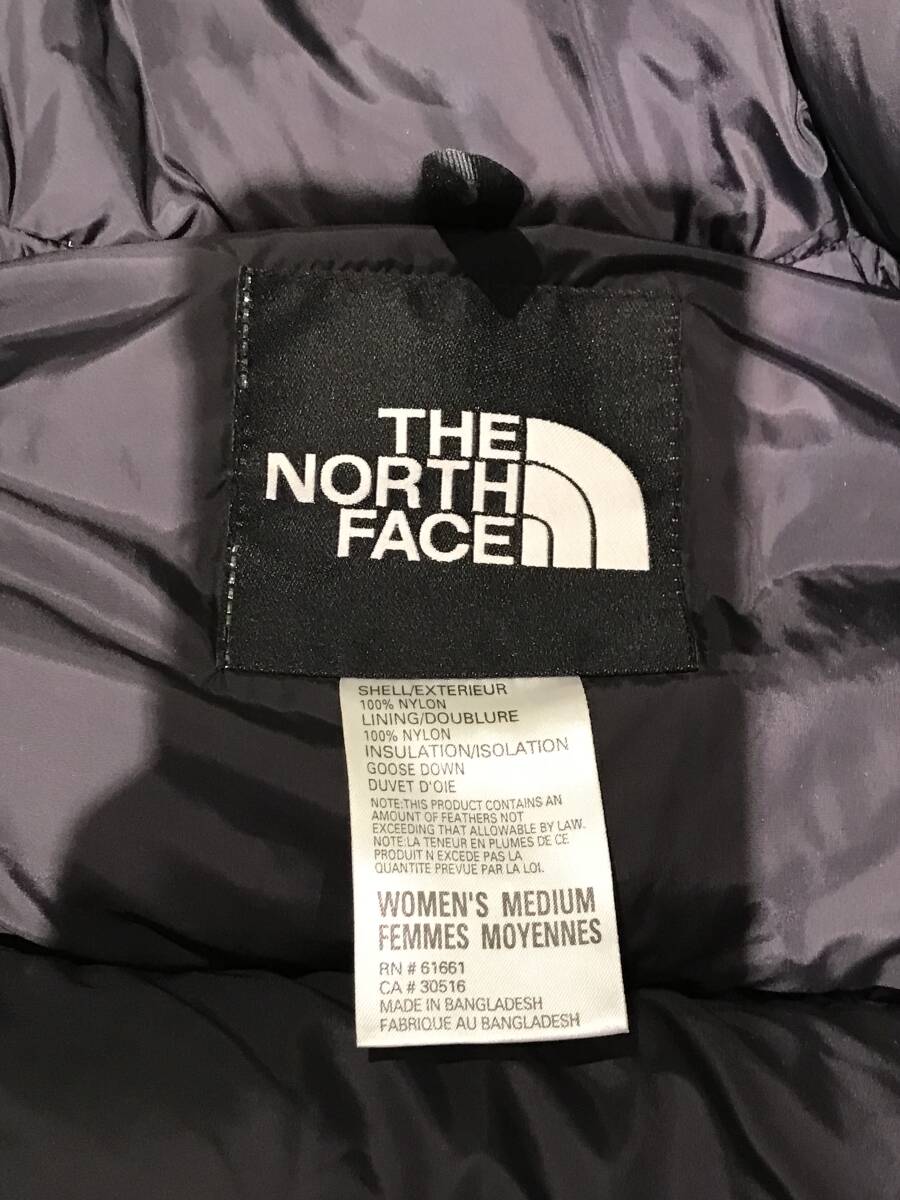 THE
NORTH
FACE
SHELL/EXTERIEUR
100% NYLON
LINING/DOUBLURE
100% NYLON
INSULATION/ISOLATION
GOOSE DOWN
DUVET D'OIE
NOTE:THIS PRODUCT CONTAINS AN
AMOUNT OF FEATHERS NOT
EXCEEDING THAT ALLOWABLE BY LAW.
NOTE:LA TENEUR EN PLUMES DE CE
PRODUIT N EXCEDE PAS LA
QUANTITE PREVUE PAR LA LOI.
WOMEN'S MEDIUM
FEMMES MOYENNES
RN # 61661
CA # 30516
MADE IN BANGLADESH
FABRIQUE AU BANGLADESH